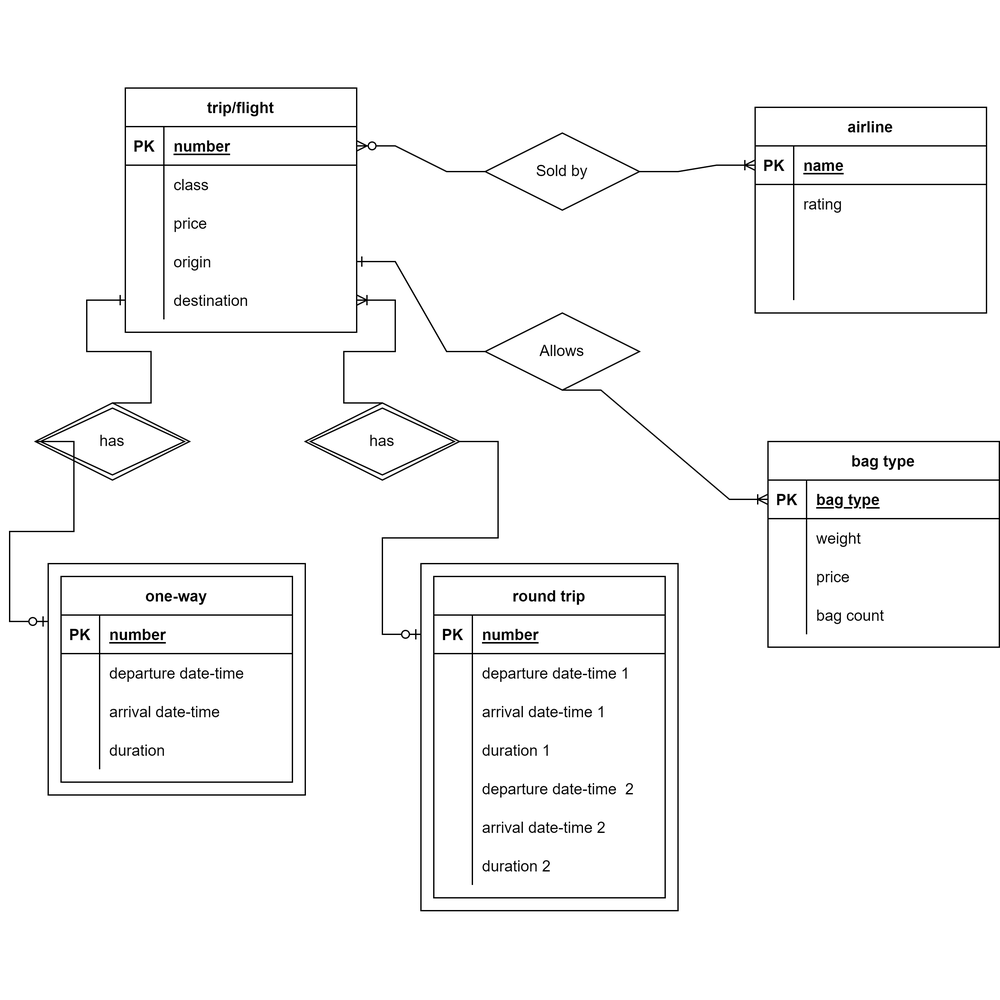 trip/flight
PK number
class
price
origin
destination
Sold by
airline
PK name
rating
Allows
has
has
bag type
PK bag type
weight
price
bag count
one-way
PK number
departure date-time
arrival date-time
duration
round trip
PK number
departure date-time 1
arrival date-time 1
duration 1
departure date-time  2
arrival date-time 2
duration 2